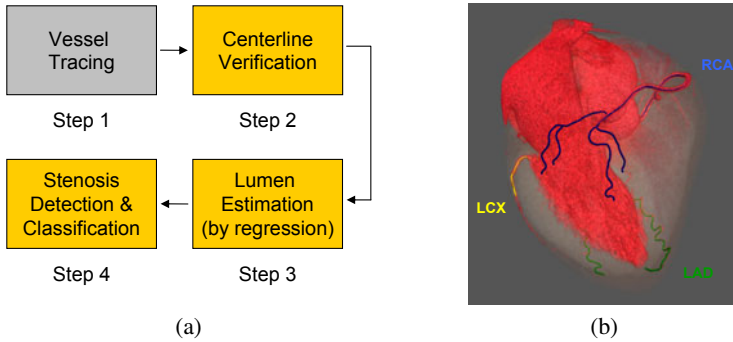 Vessel
Tracing
Centerline
Verification
Step 1
Step 2
Stenosis
Detection &
Classification
Lumen
Estimation
(by regression)
Step 4
Step 3
(a)
RCA
LCX
LAD
(b)